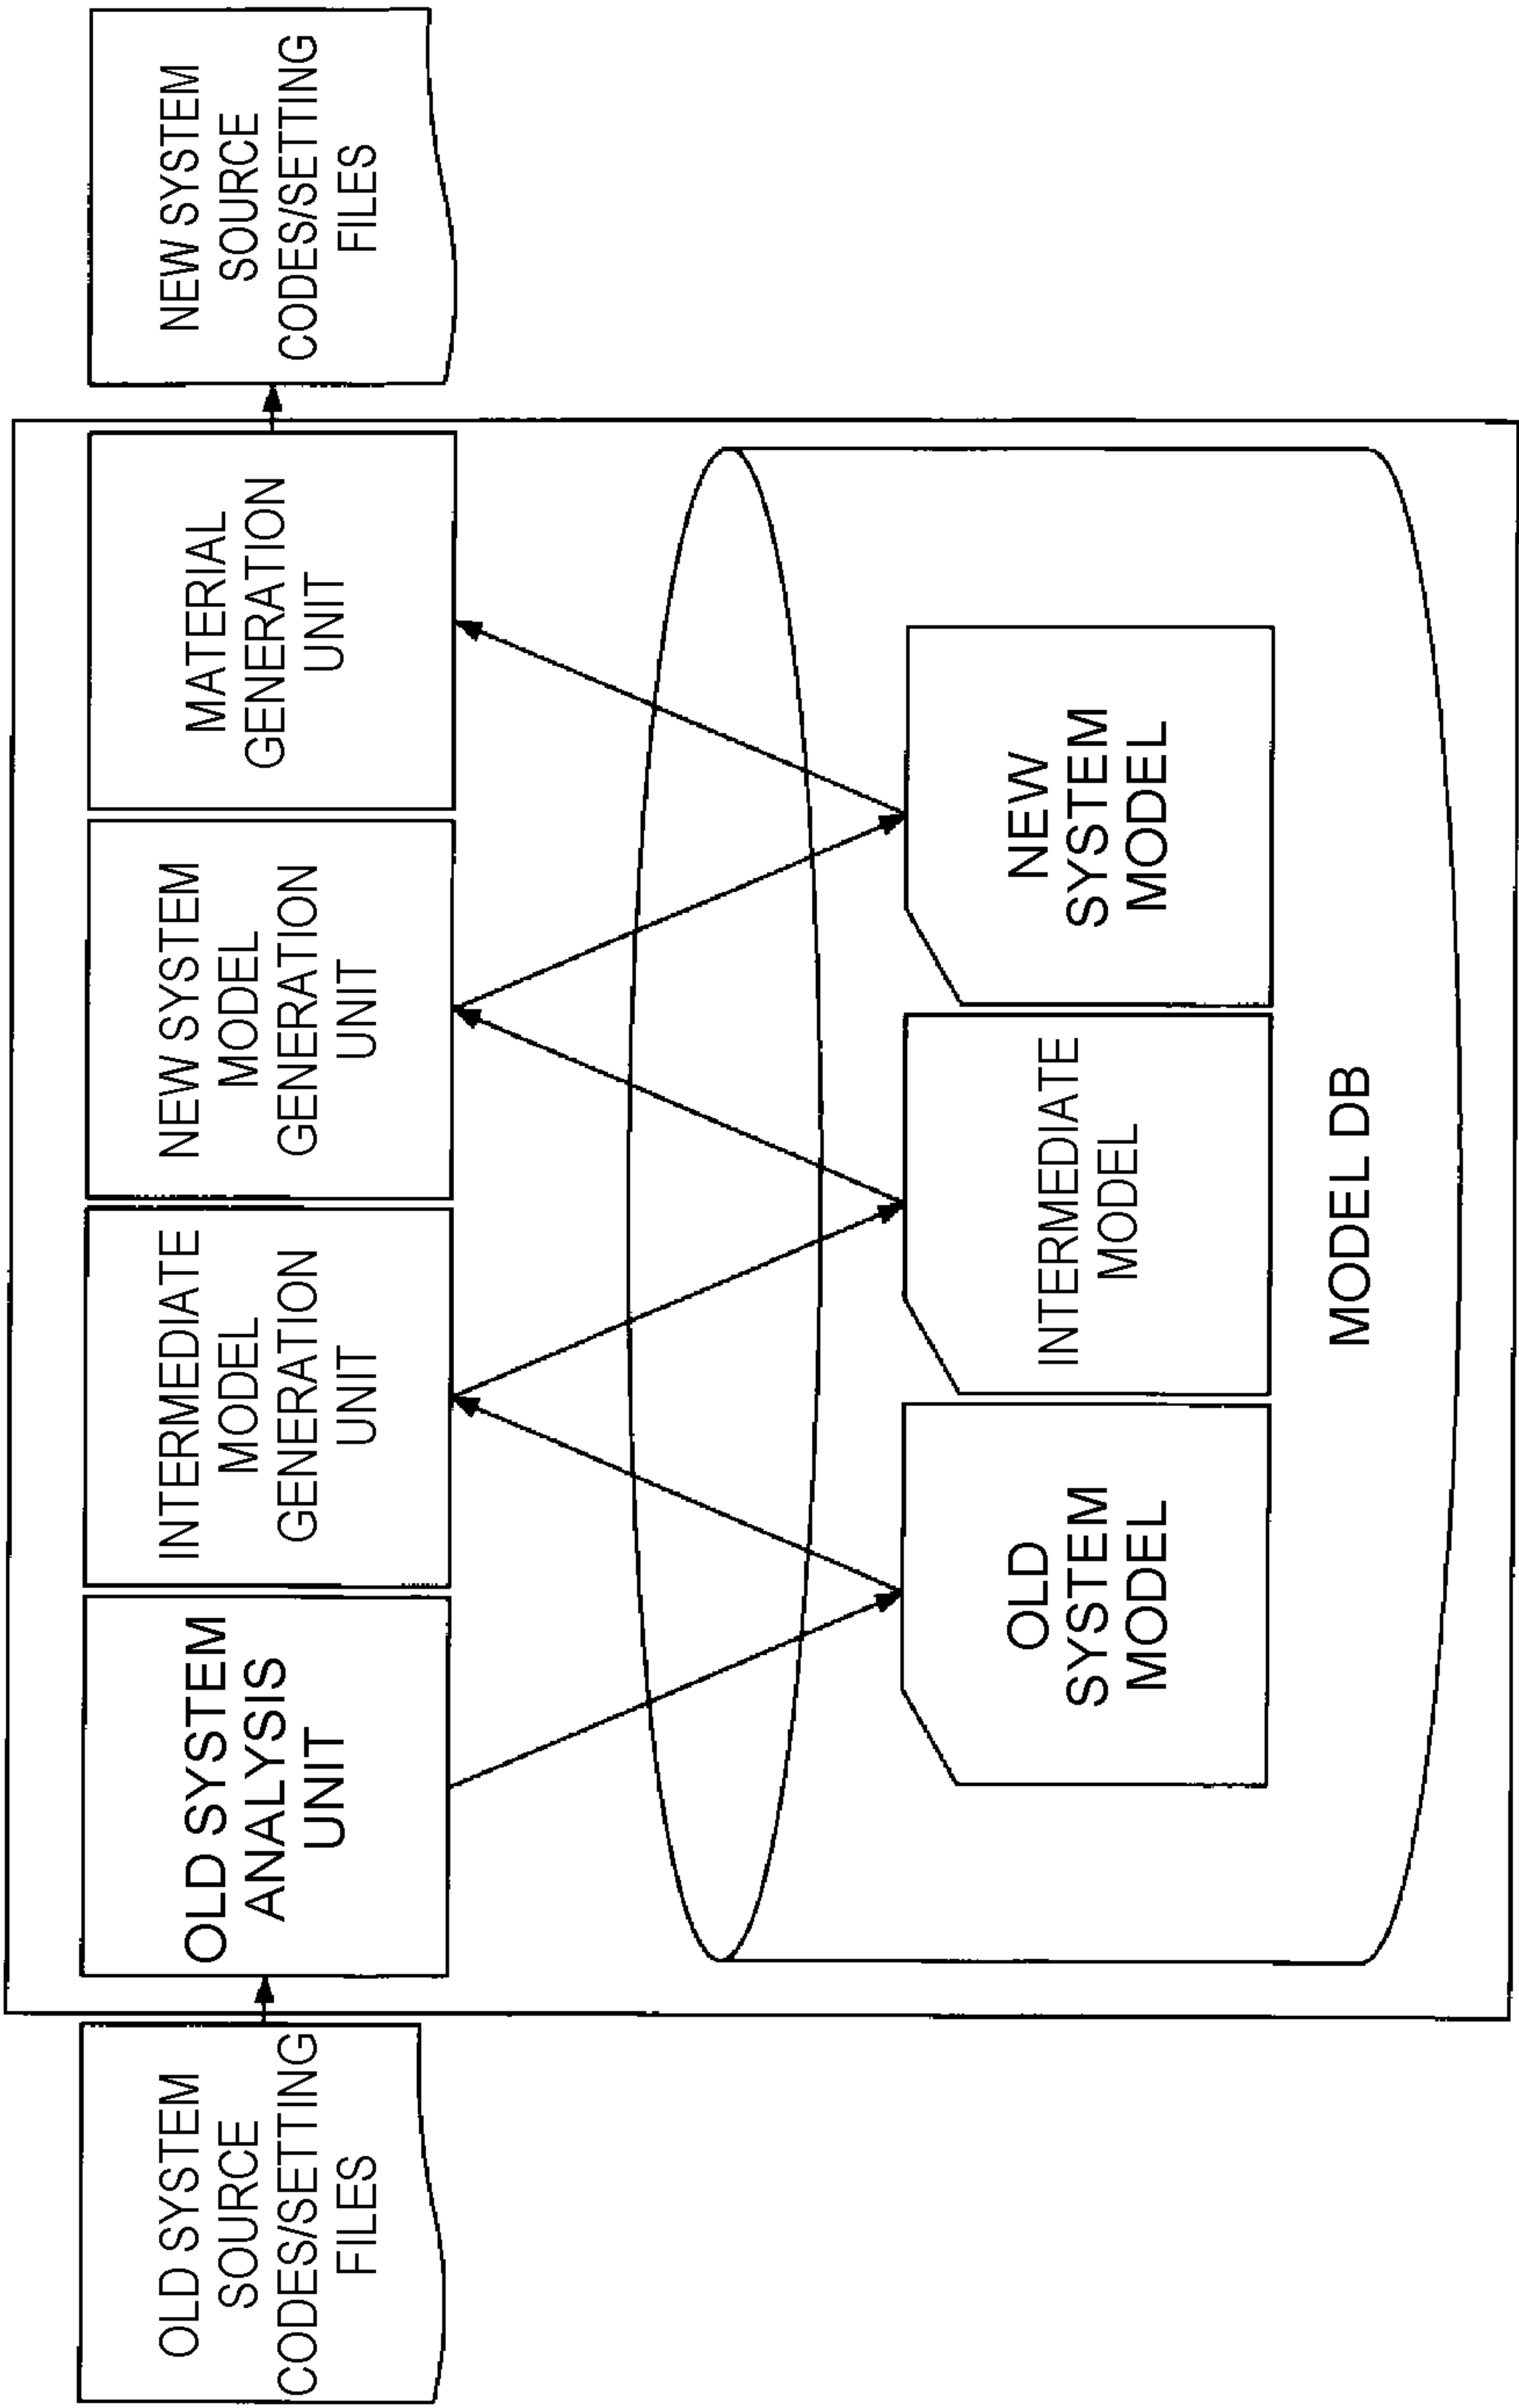 OLD SYSTEM
SOURCE
CODES/SETTING
FILES
OLD SYSTEM
ANALYSIS
UNIT
INTERMEDIATE
MODEL
GENERATION
UNIT
NEW SYSTEM
MODEL
GENERATION
UNIT
MATERIAL
GENERATION
UNIT
NEW SYSTEM
SOURCE
CODES/SETTING
FILES
OLD
SYSTEM
MODEL
INTERMEDIATE
MODEL
NEW
SYSTEM
MODEL
MODEL DB